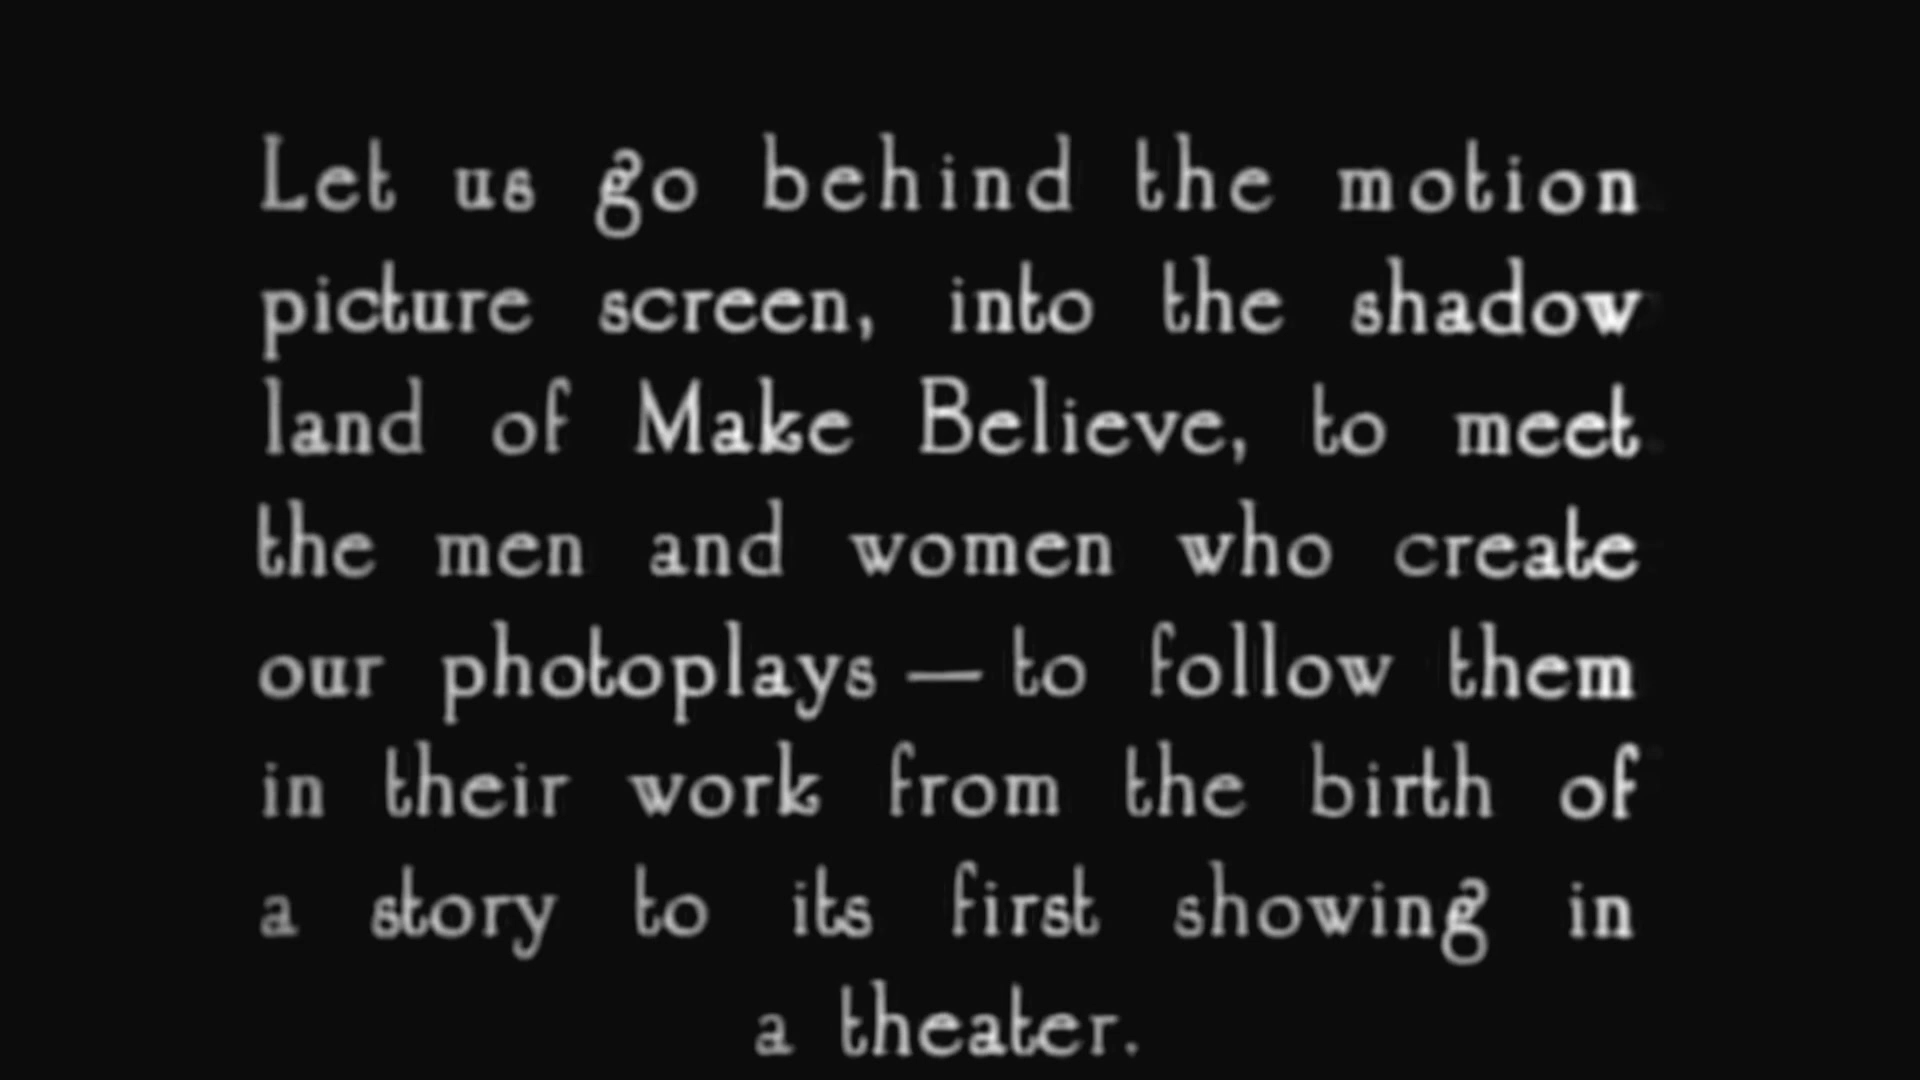 Let us go behind the motion
picture screen, into the shadow
land of Make Believe, to meet
the men and women who create
our photoplays — to follow them
in their work from the birth of
a story to its first showing in
a theater.